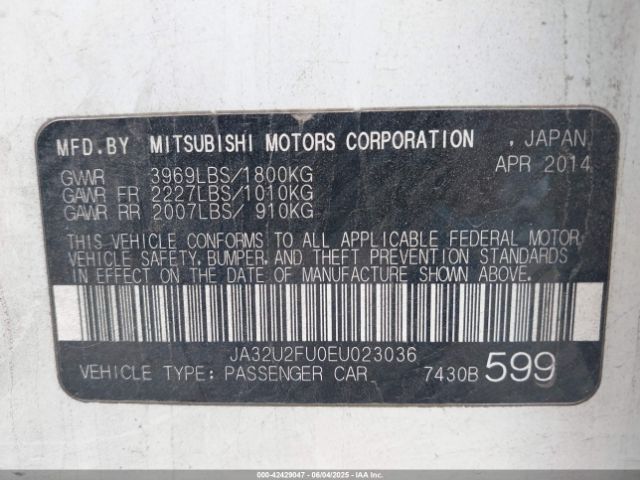 MFD.BY MITSUBISHI MOTORS CORPORATION , JAPAN
GVWR 3969LBS/1800KG APR 2014
GAWR FR 2227LBS/1010KG
GAWR RR 2007LBS/ 910KG
THIS VEHICLE CONFORMS TO ALL APPLICABLE FEDERAL MOTOR
VEHICLE SAFETY, BUMPER, AND THEFT PREVENTION STANDARDS
IN EFFECT ON THE DATE OF MANUFACTURE SHOWN ABOVE.
JA32U2FU0EU023036
VEHICLE TYPE: PASSENGER CAR 7430B 599
000-42429047 - 06/04/2025 - IAA Inc.